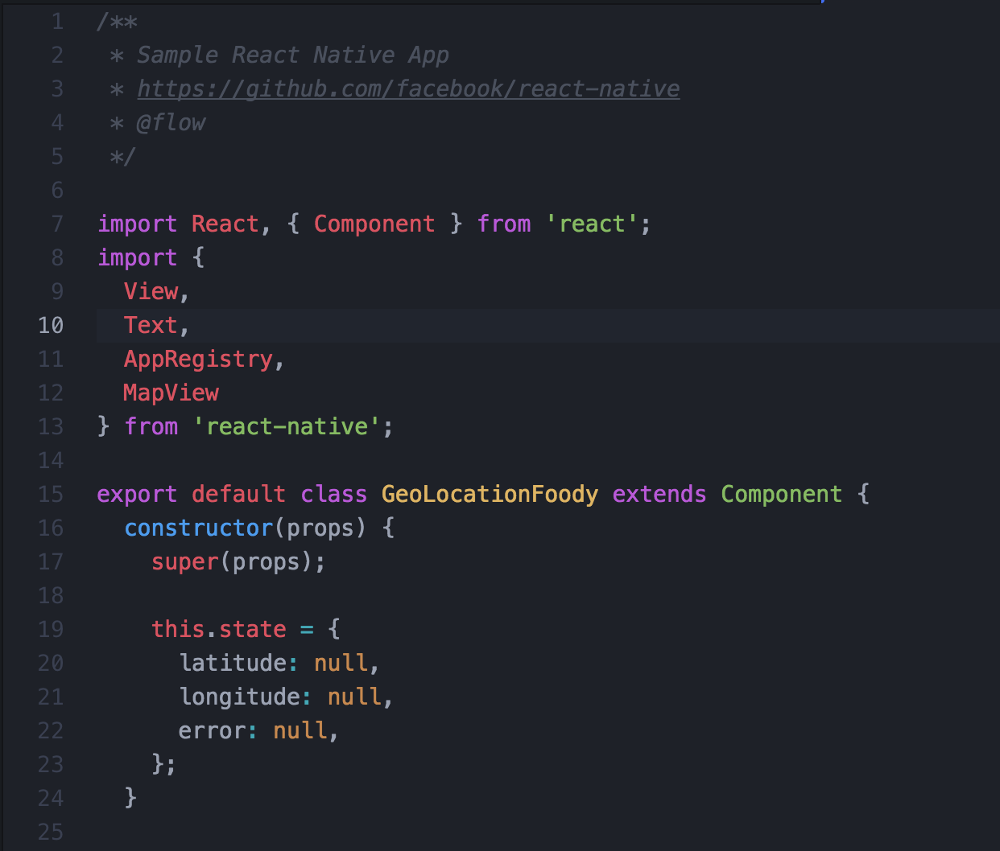 1 /**
2  * Sample React Native App
3  * https://github.com/facebook/react-native
4  * @flow
5  */
6
7 import React, { Component } from 'react';
8 import {
9   View,
10   Text,
11   AppRegistry,
12   MapView
13 } from 'react-native';
14
15 export default class GeoLocationFoody extends Component {
16   constructor(props) {
17     super(props);
18
19     this.state = {
20       latitude: null,
21       longitude: null,
22       error: null,
23     };
24   }
25